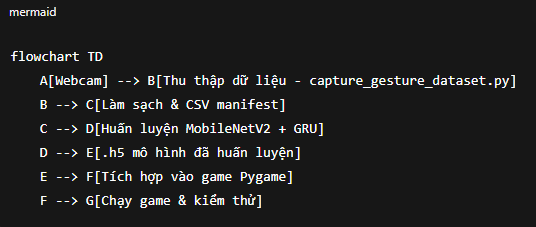 mermaid
flowchart TD
A[Webcam] --> B[Thu thập dữ liệu - capture_gesture_dataset.py]
B --> C[Làm sạch & CSV manifest]
C --> D[Huấn luyện MobileNetV2 + GRU]
D --> E[.h5 mô hình đã huấn luyện]
E --> F[Tích hợp vào game Pygame]
F --> G[Chạy game & kiểm thử]